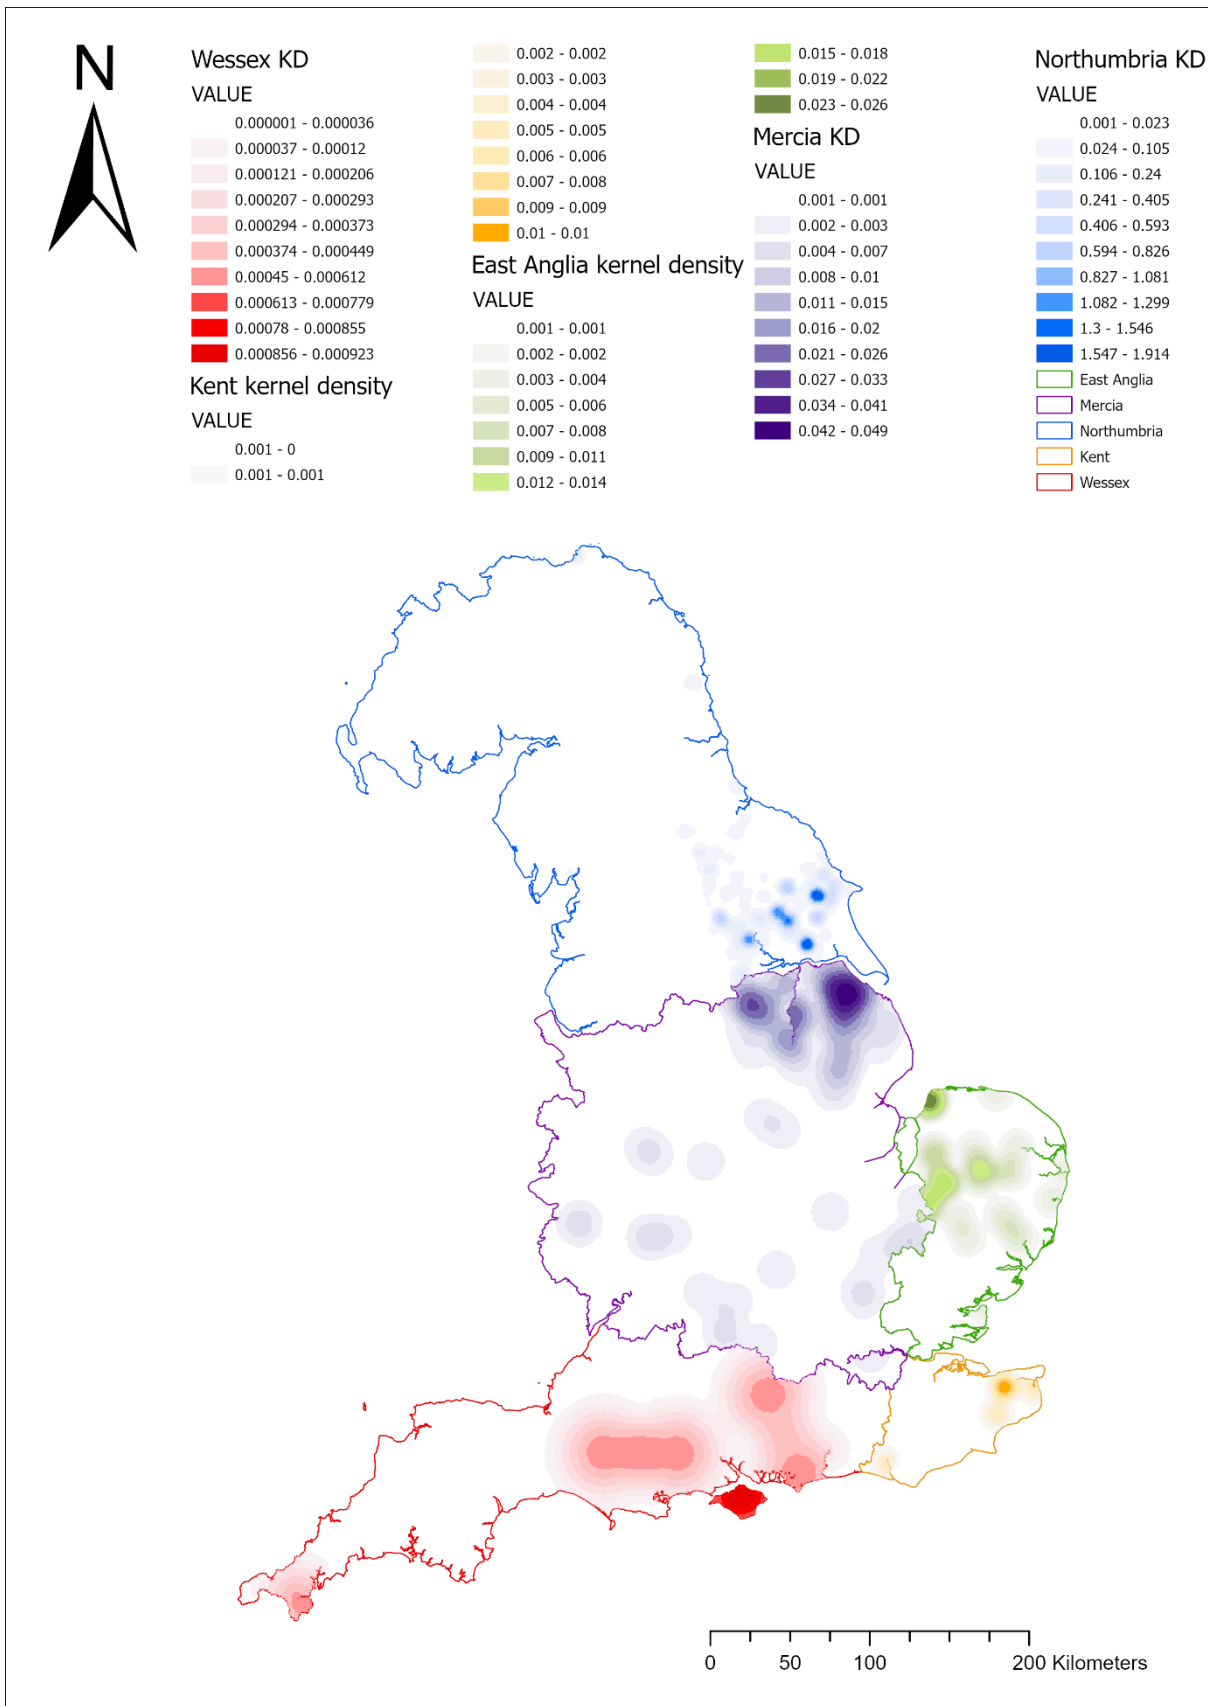 N
Wessex KD
VALUE
0.000001 - 0.000036
0.000037 - 0.00012
0.000121 - 0.000206
0.000207 - 0.000293
0.000294 - 0.000373
0.000374 - 0.000449
0.00045 - 0.000612
0.000613 - 0.000779
0.00078 - 0.000855
0.000856 - 0.000923
Kent kernel density
VALUE
0.001 - 0
0.001 - 0.001
0.002 - 0.002
0.003 - 0.003
0.004 - 0.004
0.005 - 0.005
0.006 - 0.006
0.007 - 0.008
0.009 - 0.009
0.01 - 0.01
East Anglia kernel density
VALUE
0.001 - 0.001
0.002 - 0.002
0.003 - 0.004
0.005 - 0.006
0.007 - 0.008
0.009 - 0.011
0.012 - 0.014
0.015 - 0.018
0.019 - 0.022
0.023 - 0.026
Mercia KD
VALUE
0.001 - 0.001
0.002 - 0.003
0.004 - 0.007
0.008 - 0.01
0.011 - 0.015
0.016 - 0.02
0.021 - 0.026
0.027 - 0.033
0.034 - 0.041
0.042 - 0.049
Northumbria KD
VALUE
0.001 - 0.023
0.024 - 0.105
0.106 - 0.24
0.241 - 0.405
0.406 - 0.593
0.594 - 0.826
0.827 - 1.081
1.082 - 1.299
1.3 - 1.546
1.547 - 1.914
East Anglia
Mercia
Northumbria
Kent
Wessex
0 50 100 200 Kilometers